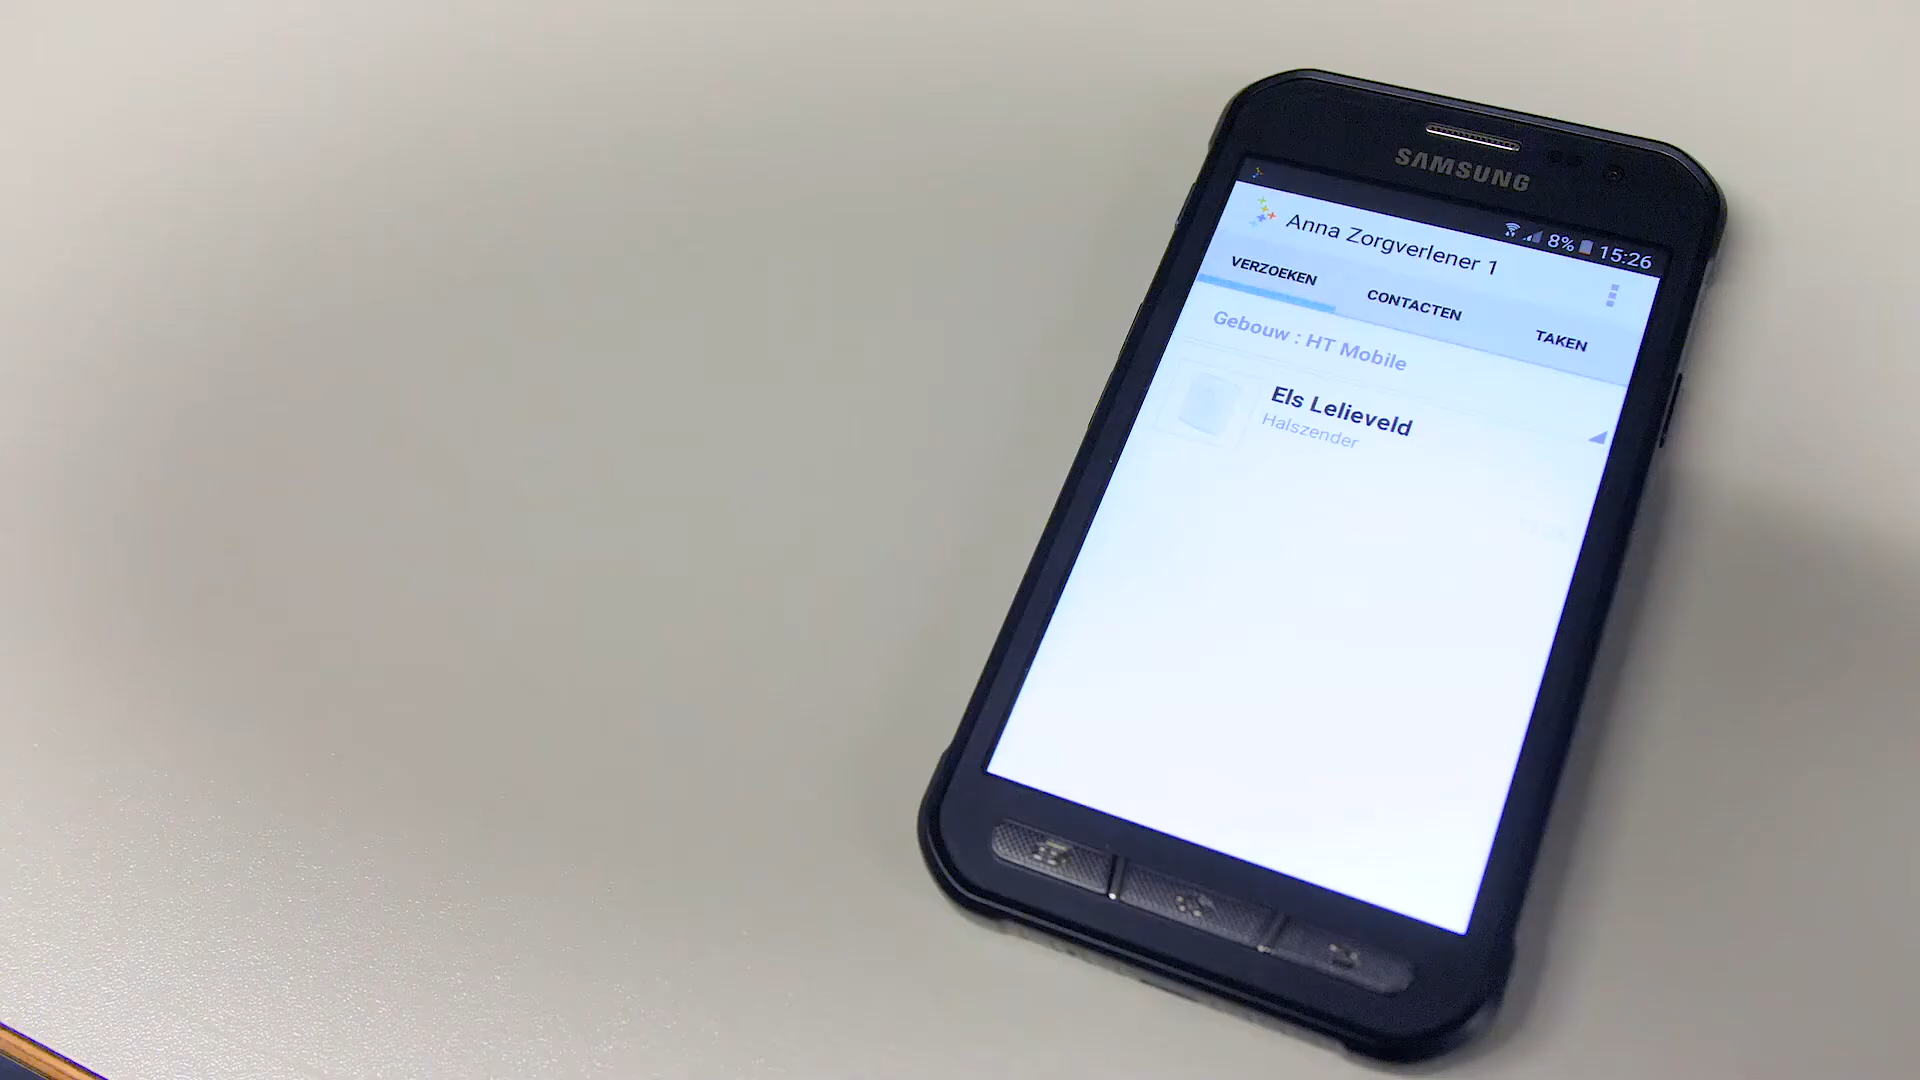 SAMSUNG
8% 15:26
Anna Zorgverlener 1
VERZOEKEN CONTACTEN TAKEN
Gebouw : HT Mobile
Els Lelieveld
Halszender